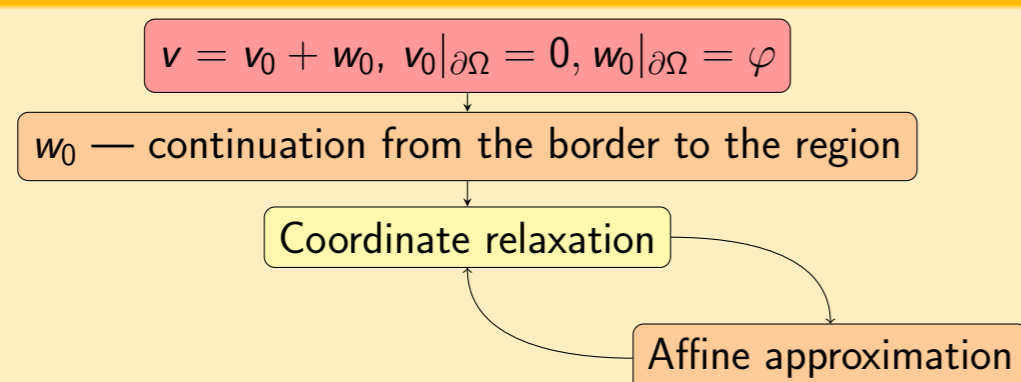 v = v₀ + w₀, v₀|∂Ω = 0, w₀|∂Ω = φ
w₀ — continuation from the border to the region
Coordinate relaxation
Affine approximation